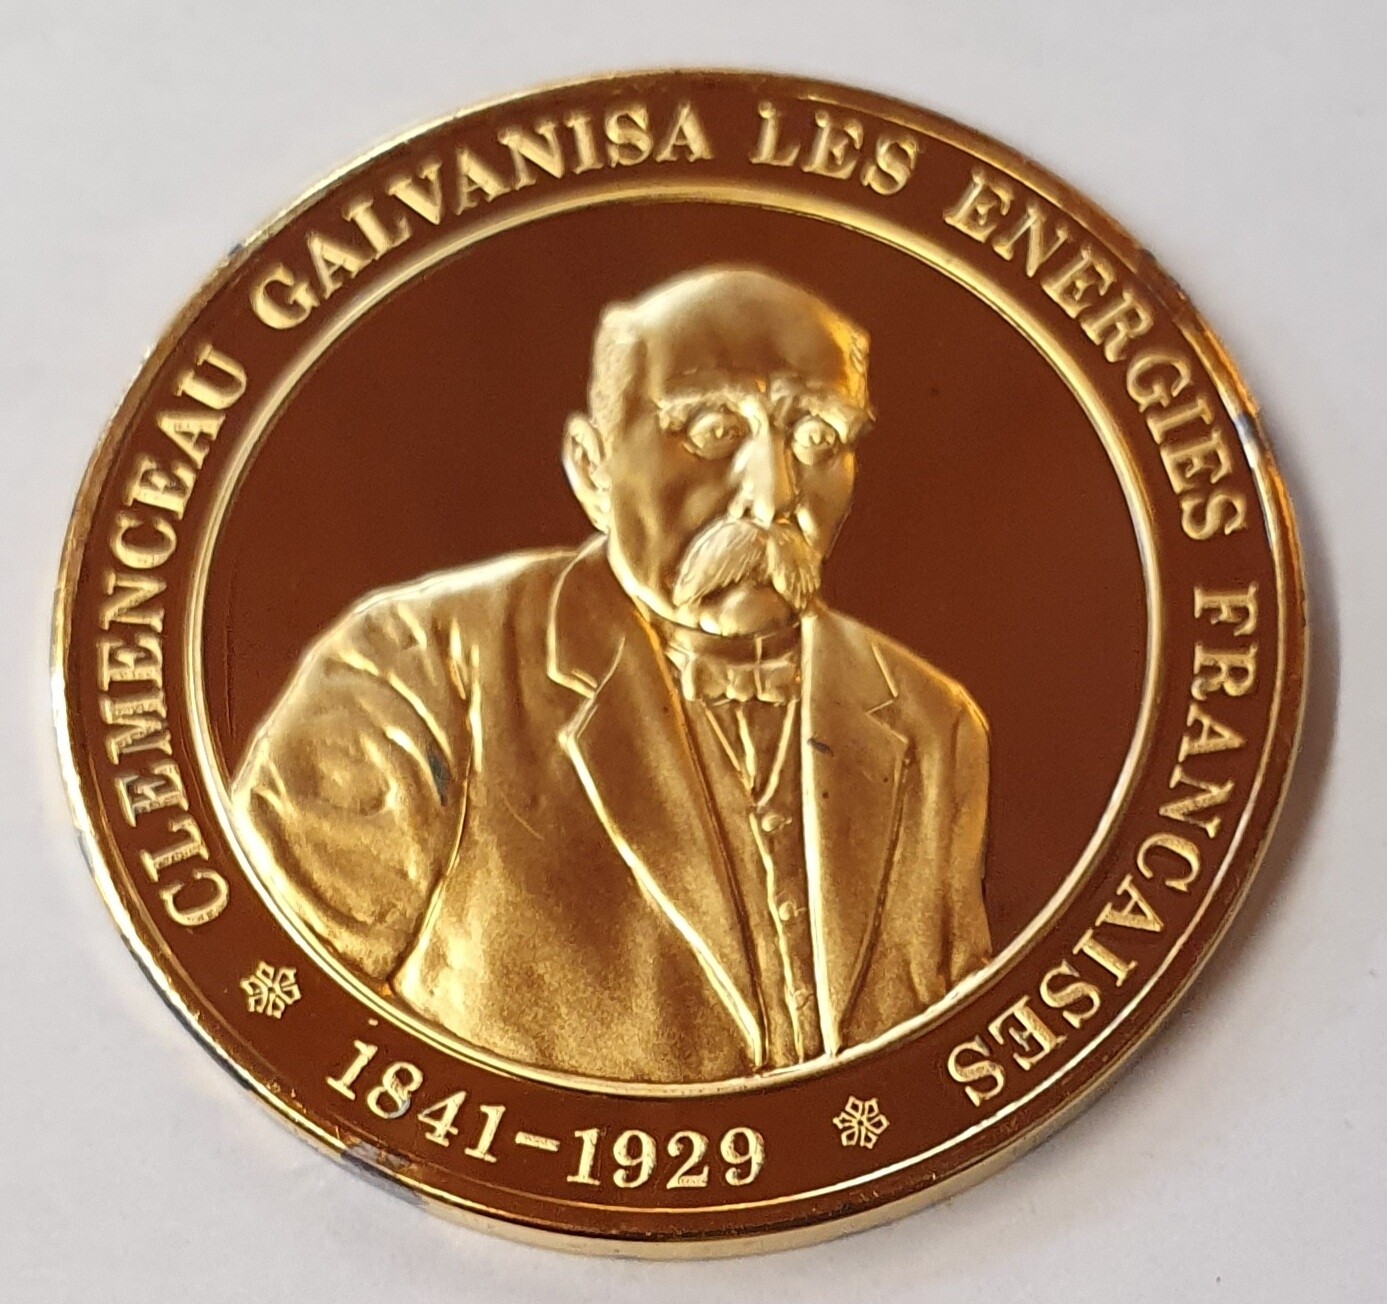 CLEMENCEAU GALVANISA LES ENERGIES FRANCAISES
1841-1929